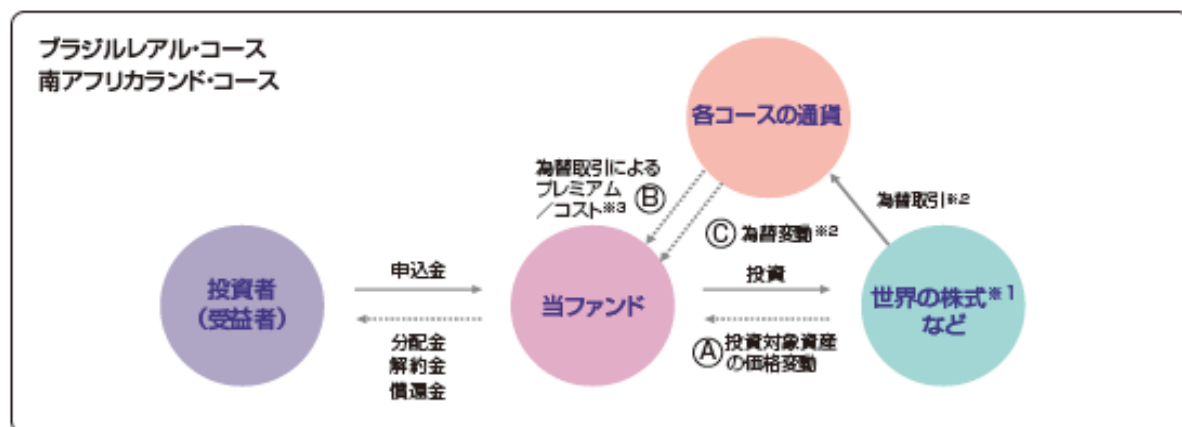 ブラジルレアル・コース
南アフリカランド・コース
各コースの通貨
為替取引による
プレミアム
／コスト※3
Ⓑ
為替取引※2
Ⓒ 為替変動※2
投資者
（受益者）
申込金
分配金
解約金
償還金
当ファンド
投資
Ⓐ 投資対象資産
の価格変動
世界の株式※1
など